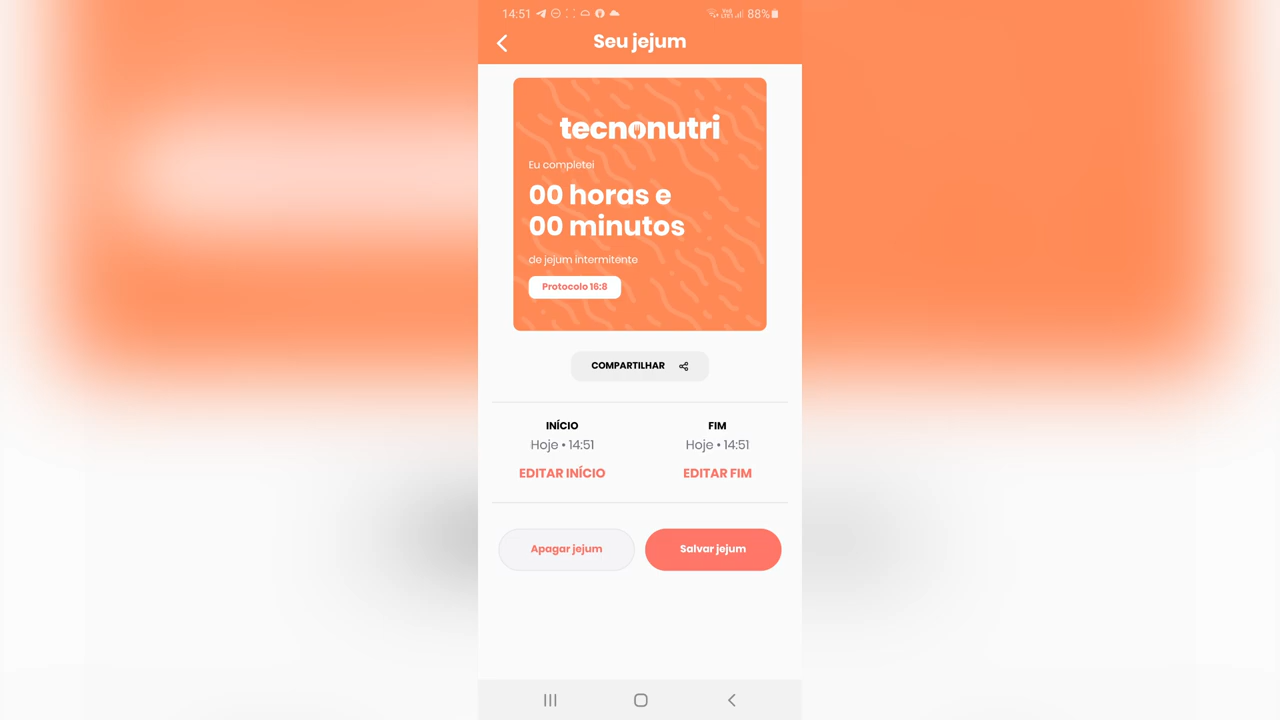 14:51 88%
Seu jejum
tecnonutri
Eu completei
00 horas e
00 minutos
de jejum intermitente
Protocolo 16:8
COMPARTILHAR
INÍCIO FIM
Hoje • 14:51 Hoje • 14:51
EDITAR INÍCIO EDITAR FIM
Apagar jejum Salvar jejum